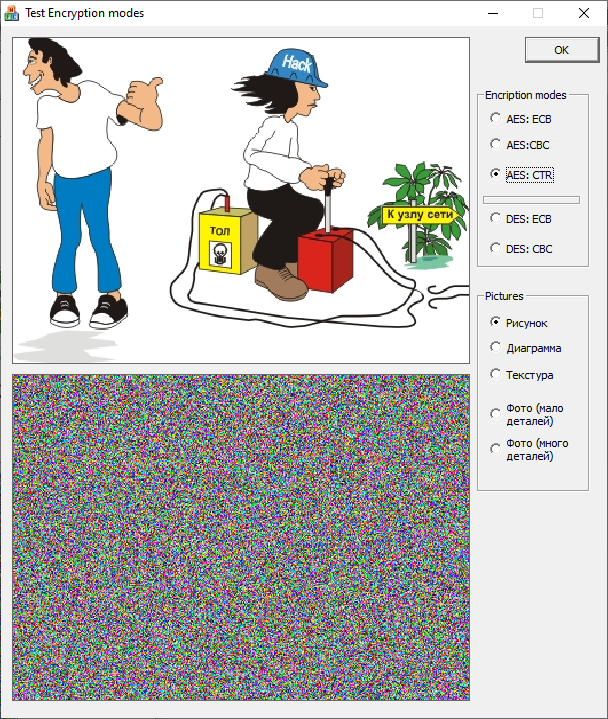 Test Encryption modes
OK
Hack
К узлу сети
ТОЛ
Encription modes
AES: ECB
AES:CBC
AES: CTR
DES: ECB
DES: CBC
Pictures
Рисунок
Диаграмма
Текстура
Фото (мало
деталей)
Фото (много
деталей)